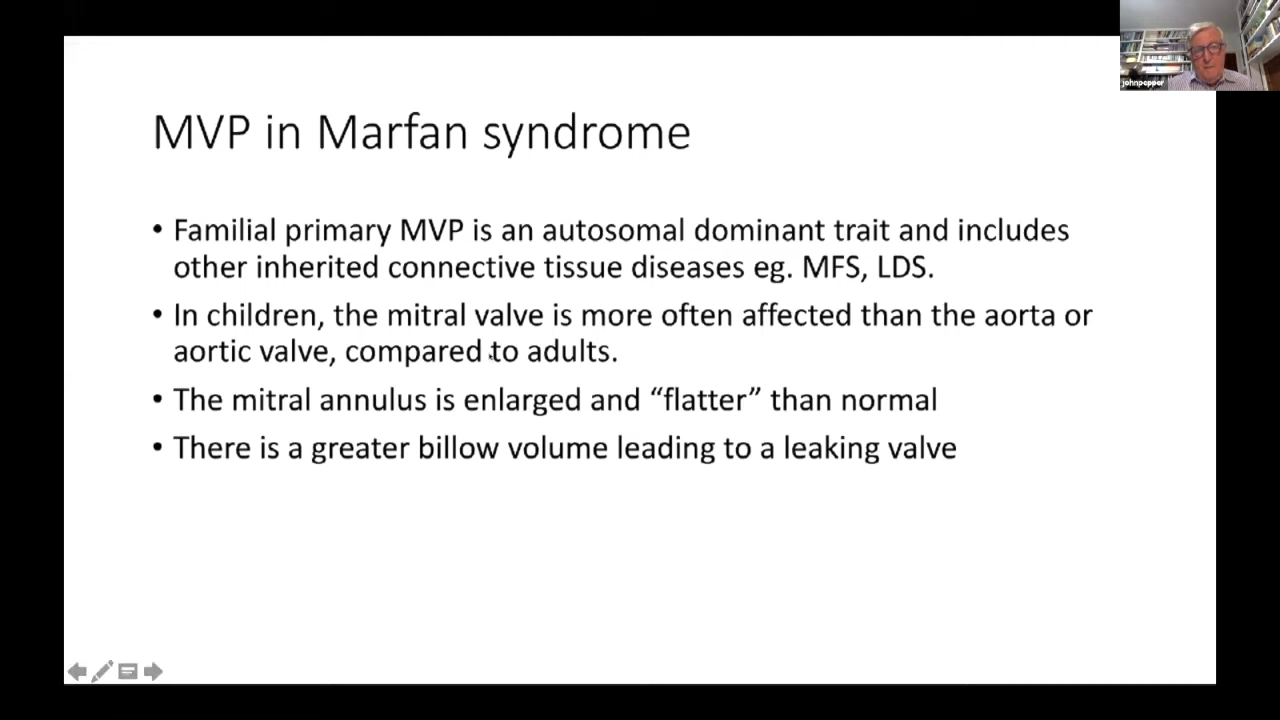 johnpepper
MVP in Marfan syndrome
• Familial primary MVP is an autosomal dominant trait and includes
other inherited connective tissue diseases eg. MFS, LDS.
• In children, the mitral valve is more often affected than the aorta or
aortic valve, compared to adults.
• The mitral annulus is enlarged and “flatter” than normal
• There is a greater billow volume leading to a leaking valve